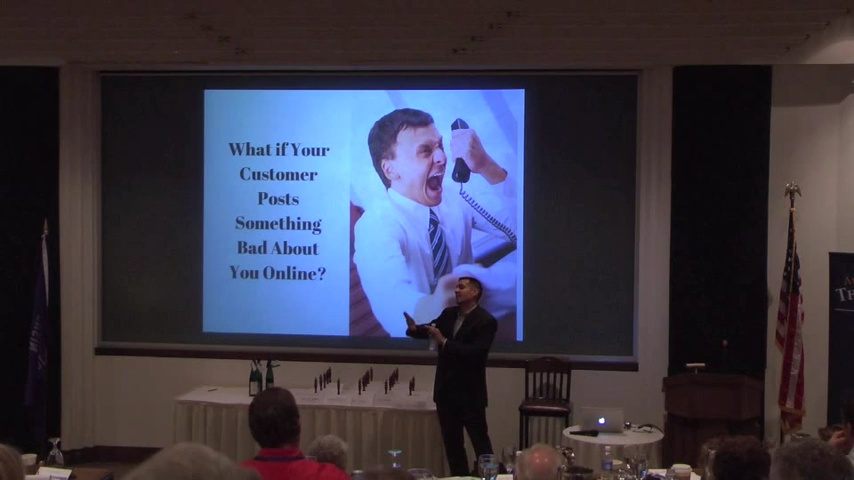 What if Your
Customer
Posts
Something
Bad About
You Online?